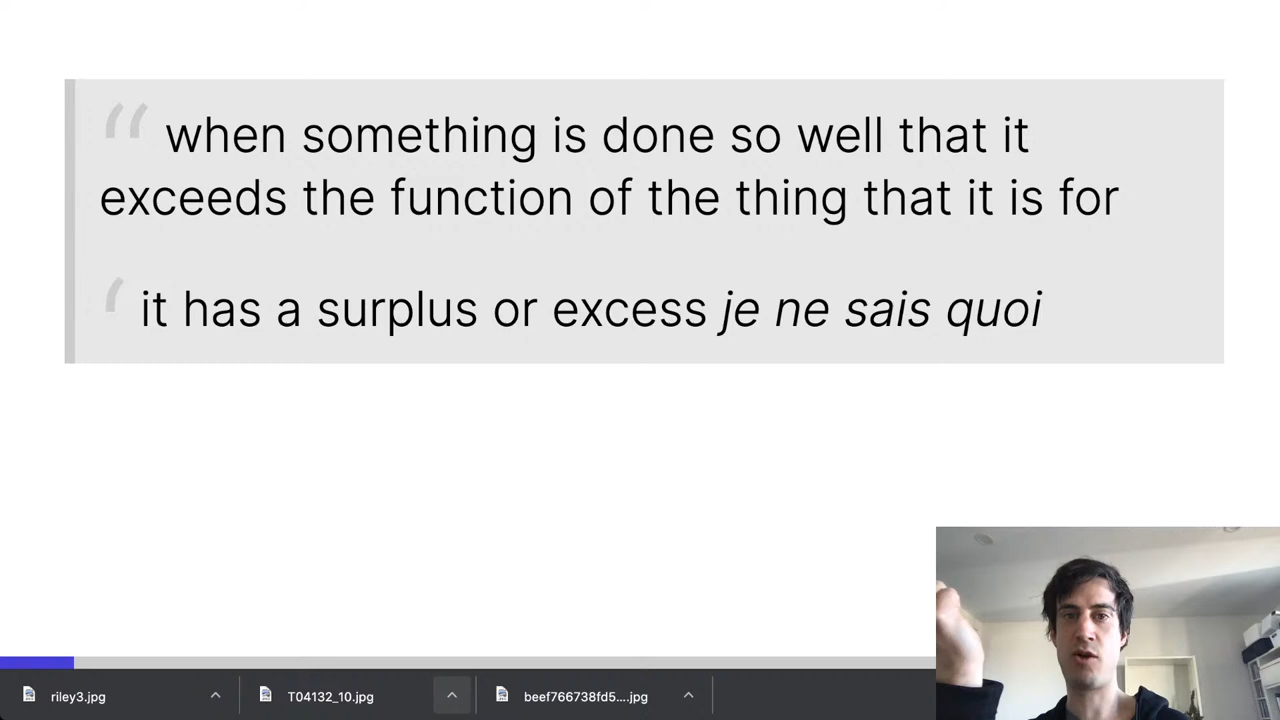 “ when something is done so well that it
exceeds the function of the thing that it is for
‘ it has a surplus or excess je ne sais quoi
riley3.jpg
T04132_10.jpg
beef766738fd5....jpg